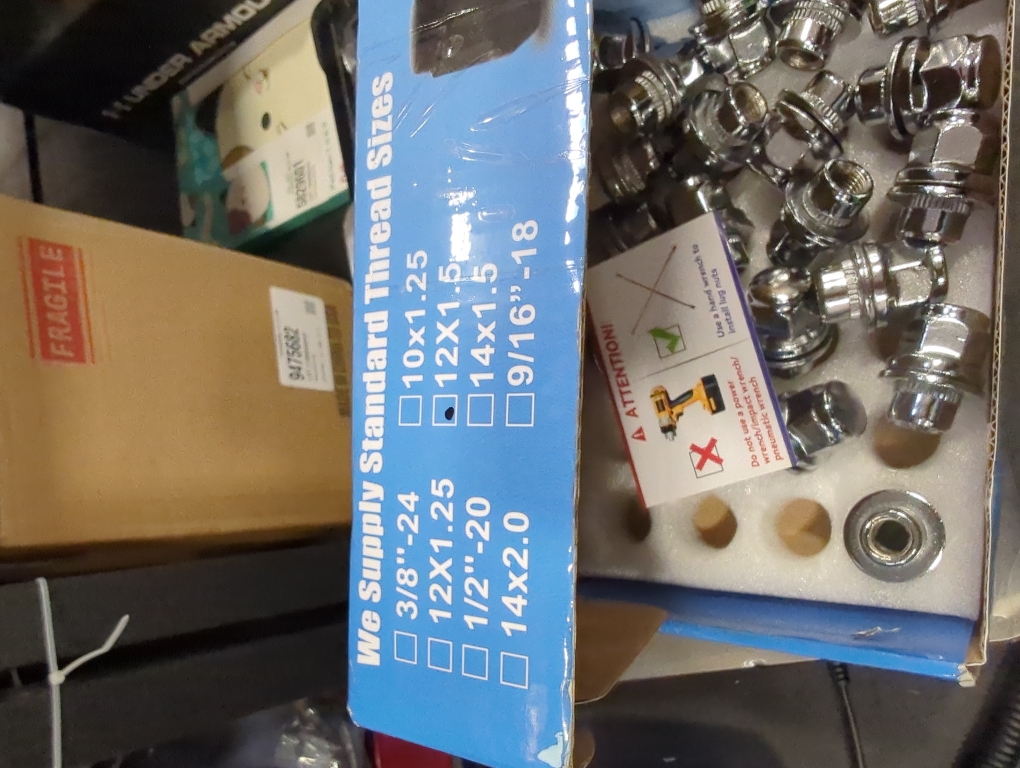 We Supply Standard Thread Sizes
3/8"-24
10x1.25
12X1.25
12X1.5
1/2"-20
14x1.5
14x2.0
9/16”-18
ATTENTION!
Use a hand wrench to
install lug nuts
Do not use a power
wrench/impact wrench/
pneumatic wrench
FRAGILE
9475682
UNDER ARMOUR